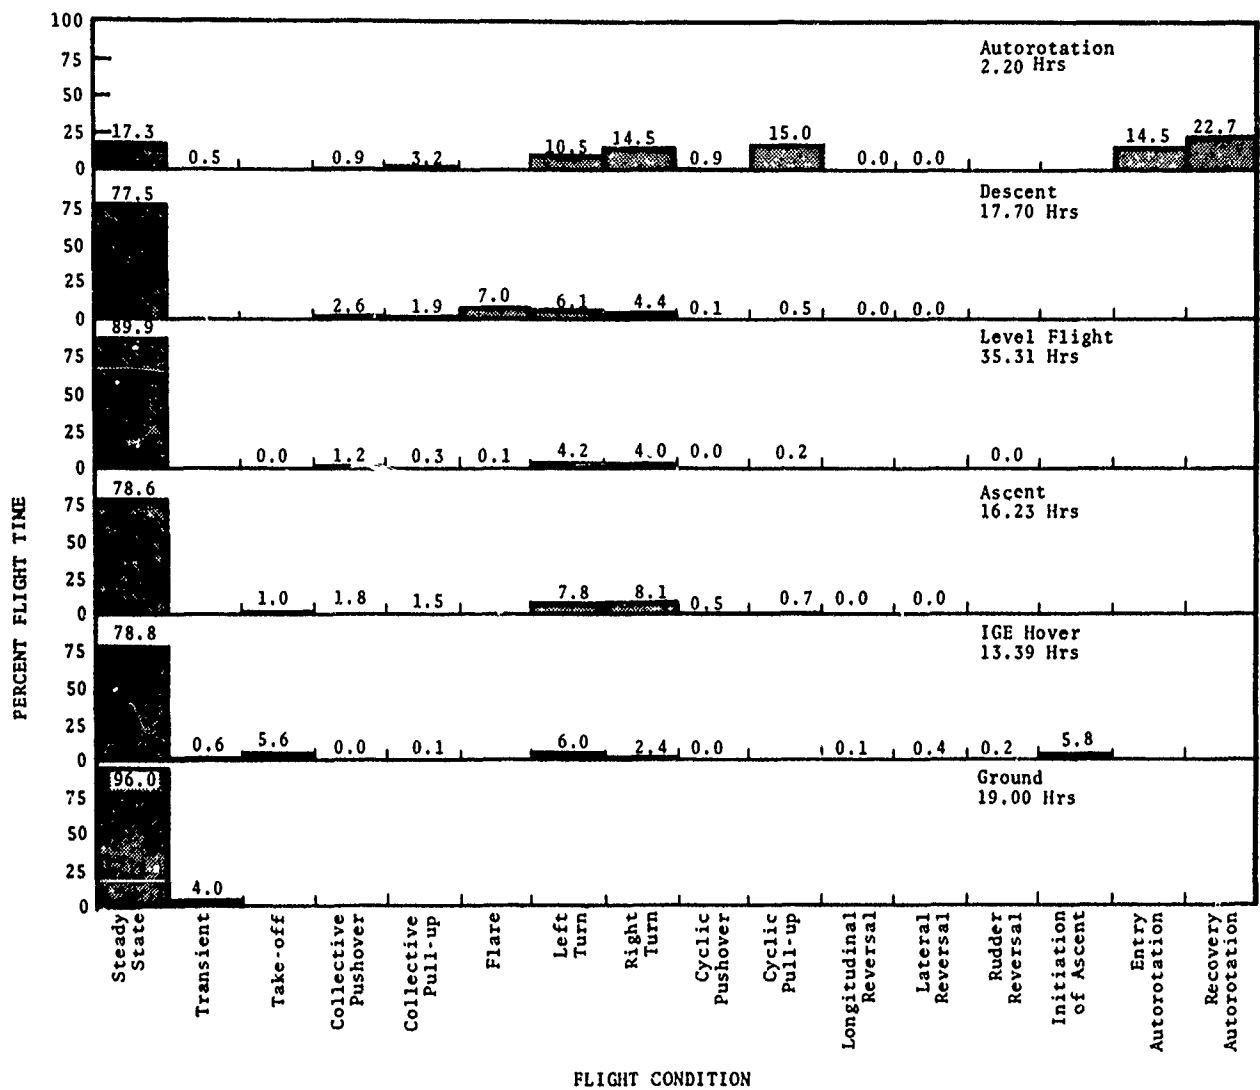 100
75
50
25
0
Autorotation
2.20 Hrs
17.3
0.5
0.9
3.2
10.5
14.5
0.9
15.0
0.0
0.0
14.5
22.7
75
50
25
0
Descent
17.70 Hrs
77.5
2.6
1.9
7.0
6.1
4.4
0.1
0.5
0.0
0.0
75
50
25
0
Level Flight
35.31 Hrs
89.9
0.0
1.2
0.3
0.1
4.2
4.0
0.0
0.2
0.0
75
50
25
0
Ascent
16.23 Hrs
78.6
1.0
1.8
1.5
7.8
8.1
0.5
0.7
0.0
0.0
75
50
25
0
IGE Hover
13.39 Hrs
78.8
0.6
5.6
0.0
0.1
6.0
2.4
0.0
0.1
0.4
0.2
5.8
75
50
25
0
Ground
19.00 Hrs
96.0
4.0
PERCENT FLIGHT TIME
Steady
State
Transient
Take-off
Collective
Pushover
Collective
Pull-up
Flare
Left
Turn
Right
Turn
Cyclic
Pushover
Cyclic
Pull-up
Longitudinal
Reversal
Lateral
Reversal
Rudder
Reversal
Initiation
of Ascent
Entry
Autorotation
Recovery
Autorotation
FLIGHT CONDITION